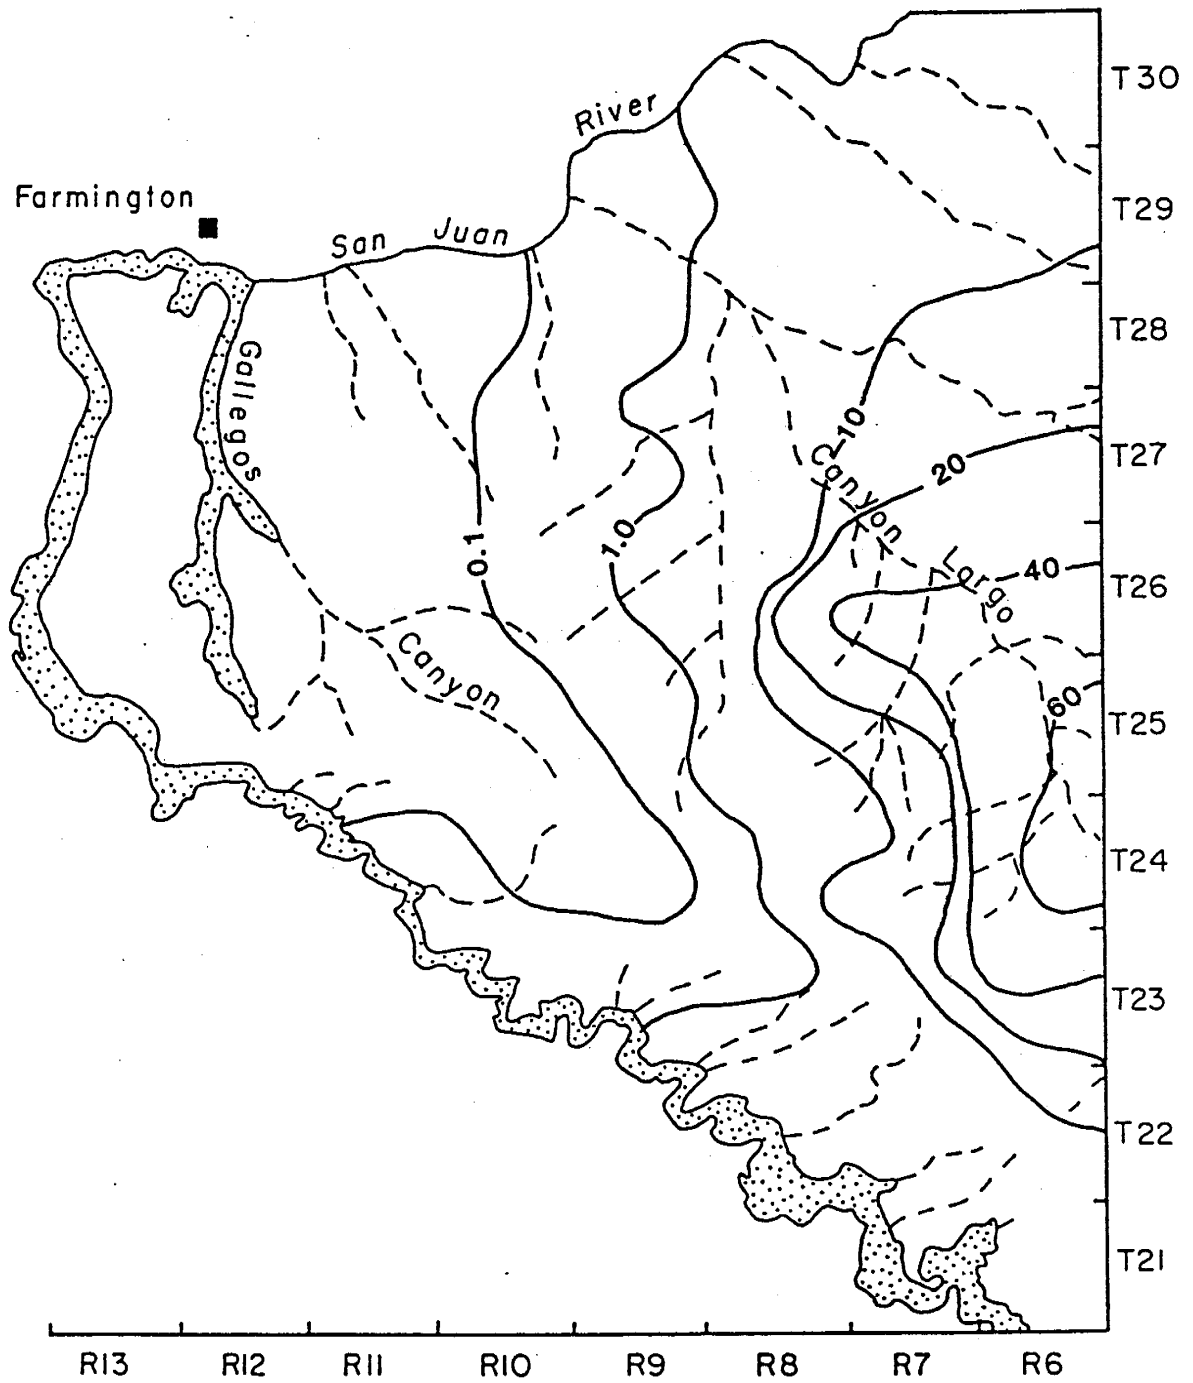 T30
River
Farmington
T29
San Juan
T28
Gallegos
10
T27
Canyon
20
0.1
1.0
Largo
40
T26
Canyon
60
T25
T24
T23
T22
T21
R13 R12 R11 R10 R9 R8 R7 R6